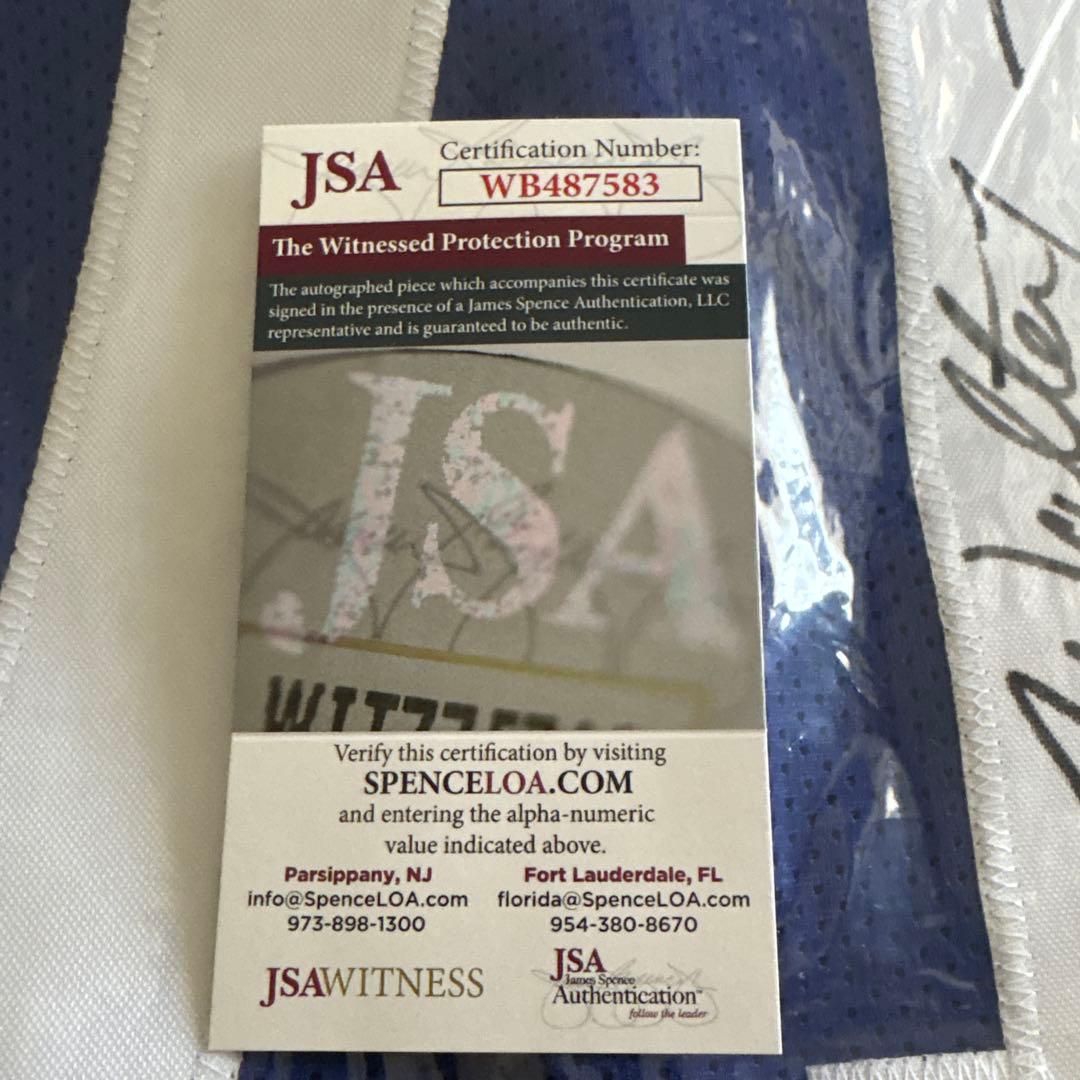 JSA
Certification Number:
WB487583
The Witnessed Protection Program
The autographed piece which accompanies this certificate was
signed in the presence of a James Spence Authentication, LLC
representative and is guaranteed to be authentic.
JSA
Verify this certification by visiting
SPENCELOA.COM
and entering the alpha-numeric
value indicated above.
Parsippany, NJ
info@SpenceLOA.com
973-898-1300
Fort Lauderdale, FL
florida@SpenceLOA.com
954-380-8670
JSAWITNESS
JSA
James Spence
Authentication™
follow the leader